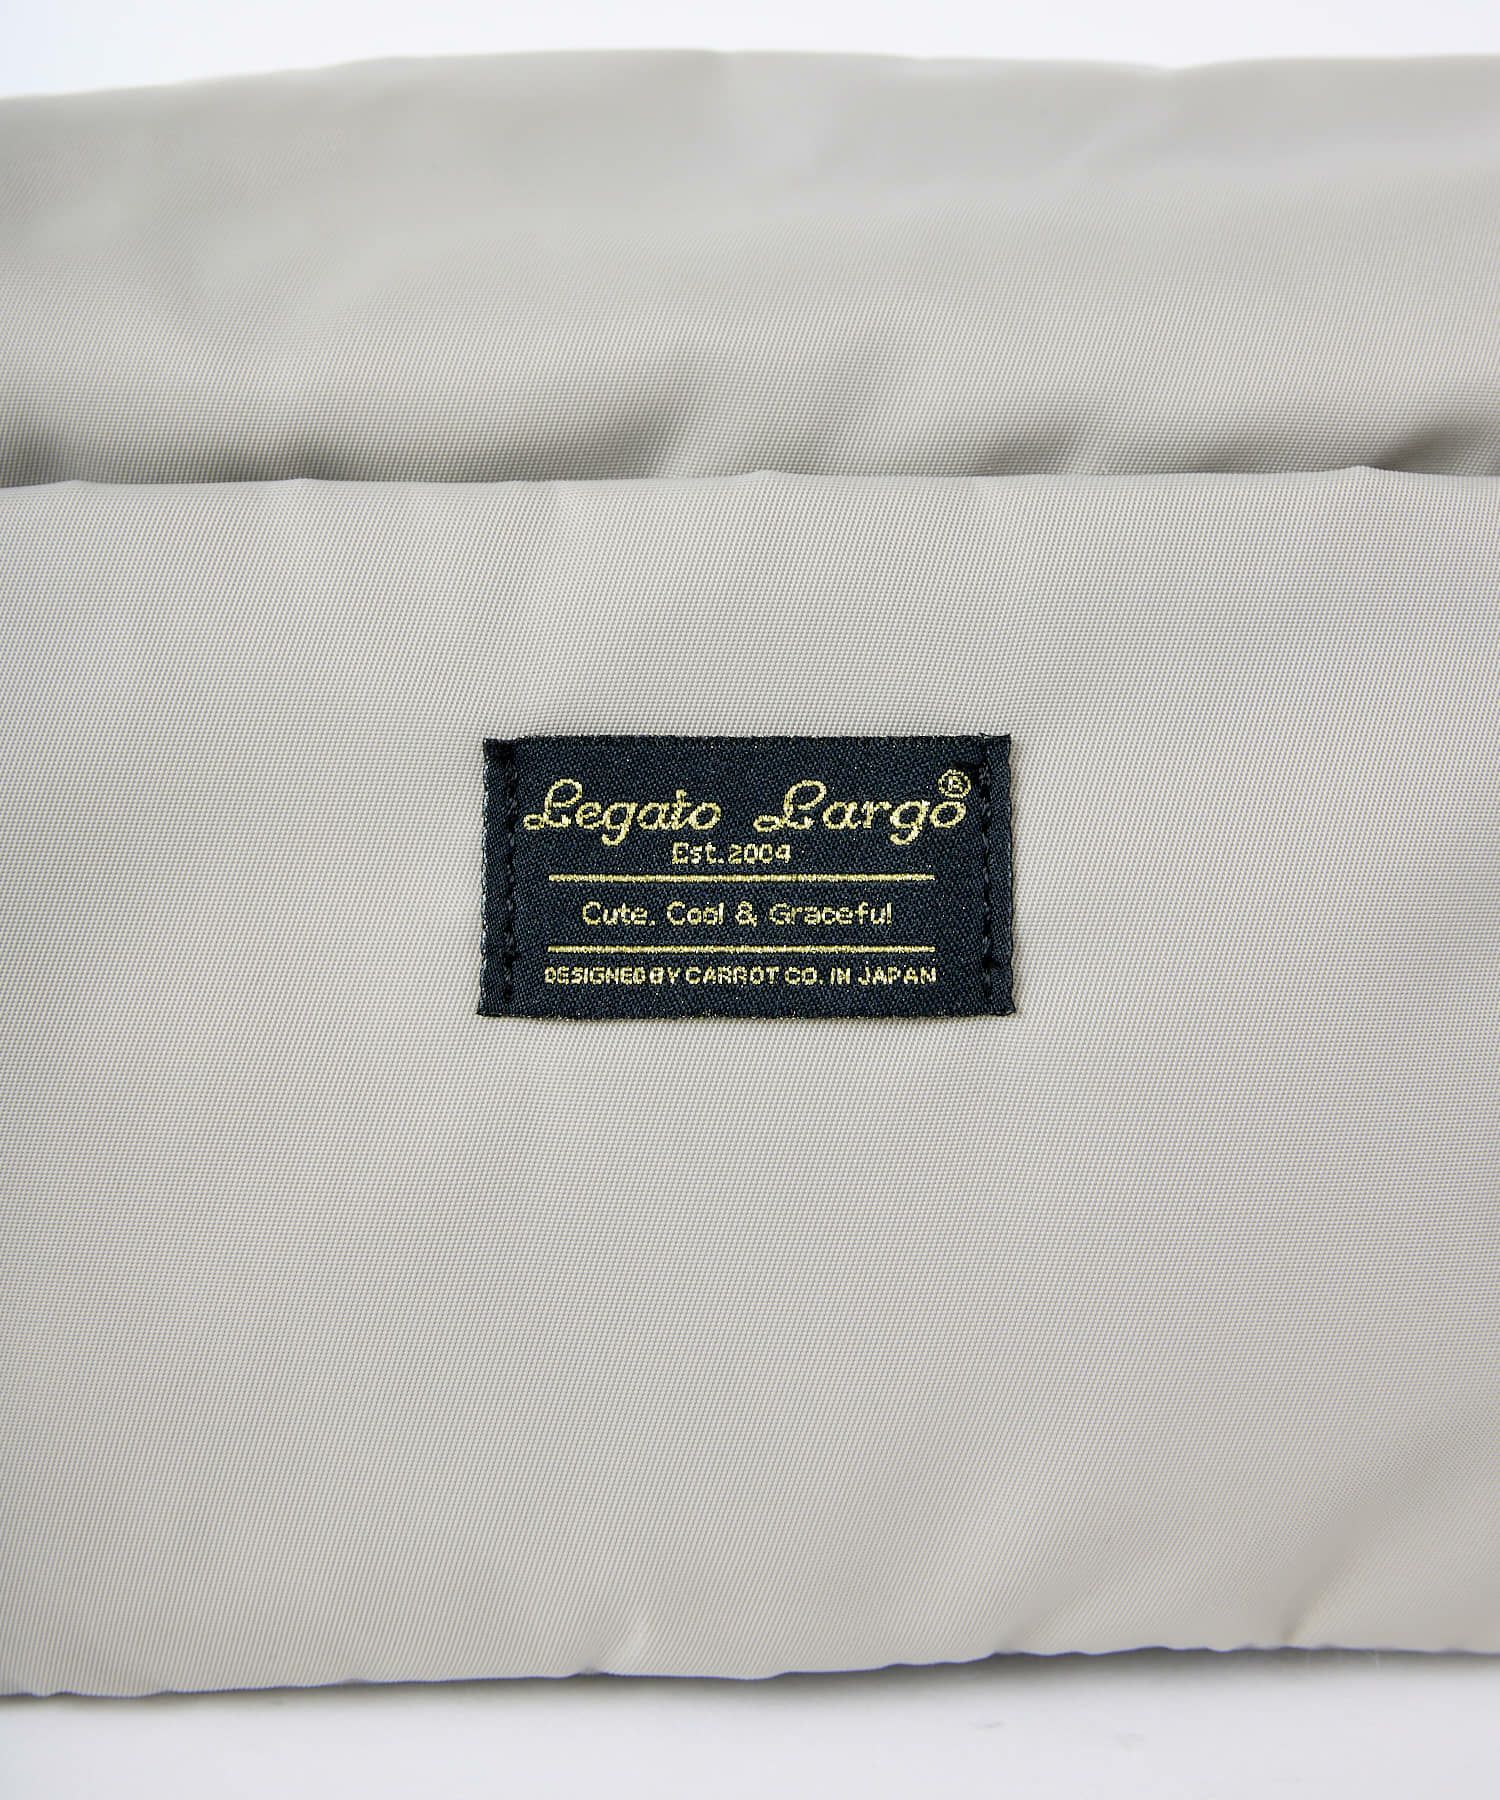 Legato Largo®
Est.2004
Cute. Cool & Graceful
DESIGNED BY CARROT CO. IN JAPAN